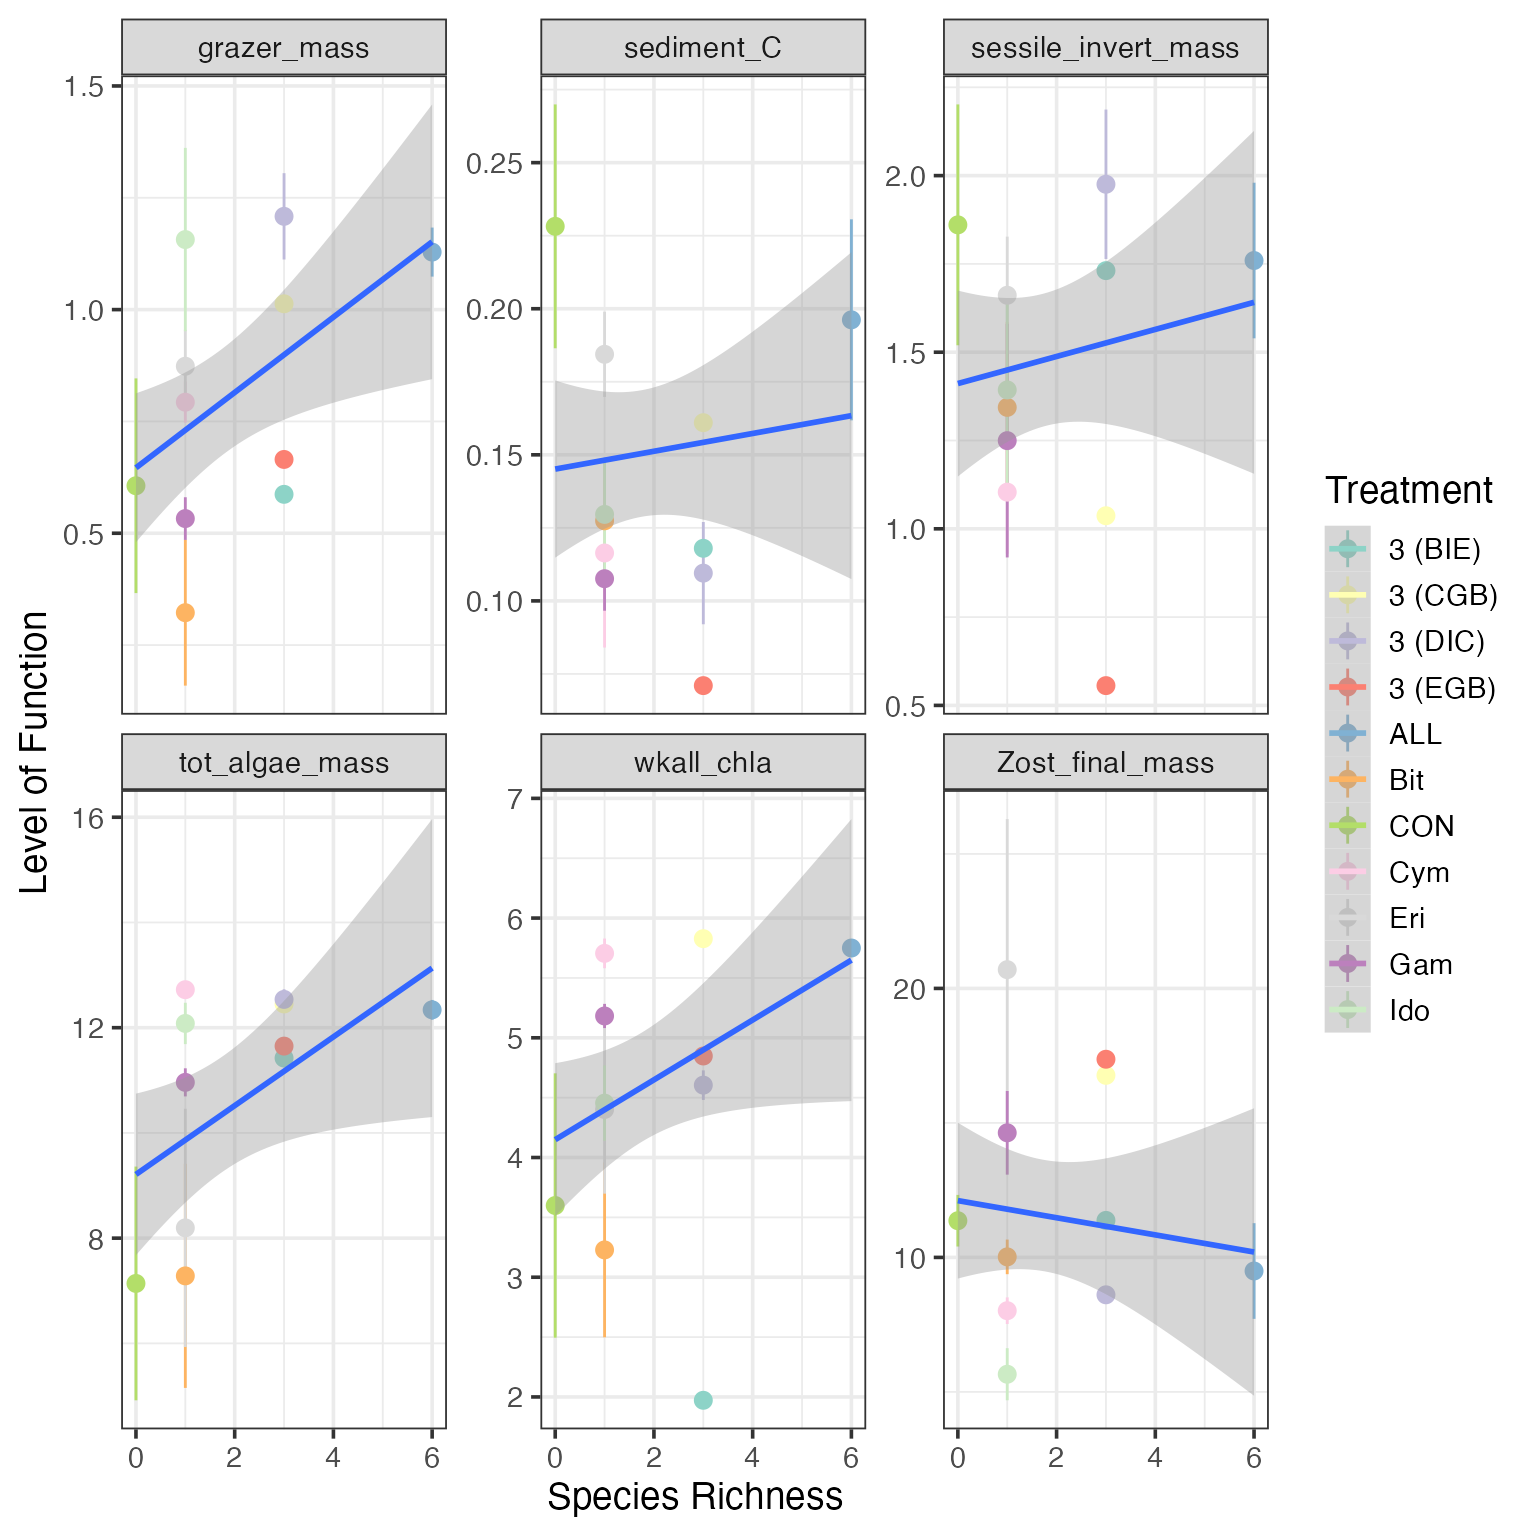 grazer_mass
sediment_C
sessile_invert_mass
1.5
1.0
0.5
0.25
0.20
0.15
0.10
2.0
1.5
1.0
0.5
tot_algae_mass
wkall_chla
Zost_final_mass
16
12
8
7
6
5
4
3
2
20
10
0 2 4 6
0 2 4 6
0 2 4 6
Species Richness
Level of Function
Treatment
3 (BIE)
3 (CGB)
3 (DIC)
3 (EGB)
ALL
Bit
CON
Cym
Eri
Gam
Ido